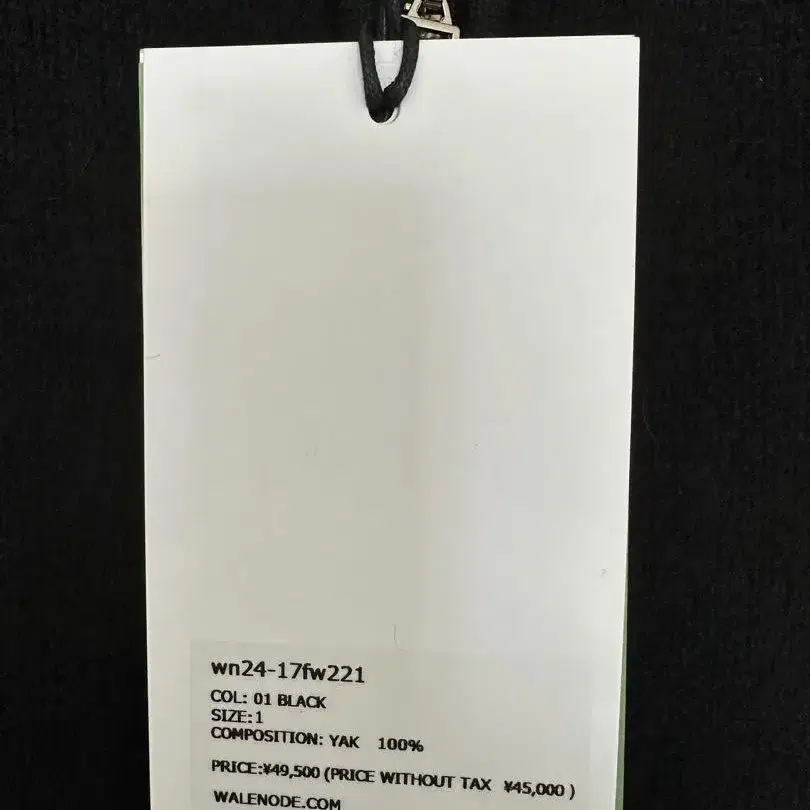 wn24-17fw221
COL: 01 BLACK
SIZE:1
COMPOSITION: YAK 100%
PRICE:¥49,500 (PRICE WITHOUT TAX ¥45,000 )
WALENODE.COM